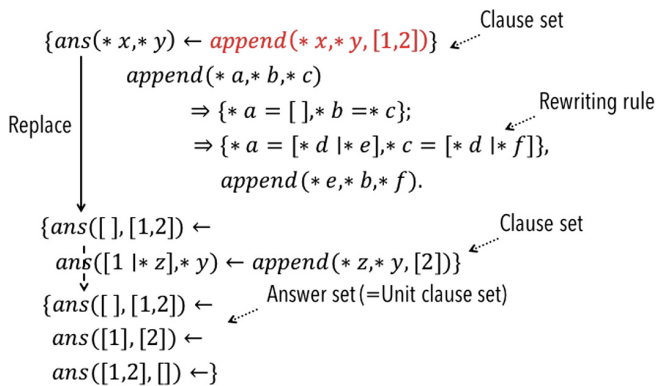 {ans(* x,* y) ← append(* x,* y, [1,2])}
Clause set
append(* a,* b,* c)
⇒ {* a = [ ],* b =* c};
Rewriting rule
Replace
⇒ {* a = [* d |* e],* c = [* d |* f]},
append(* e,* b,* f).
{ans([ ], [1,2]) ←
Clause set
ans([1 |* z],* y) ← append(* z,* y, [2])}
{ans([ ], [1,2]) ←
Answer set (=Unit clause set)
ans([1], [2]) ←
ans([1,2], []) ←}